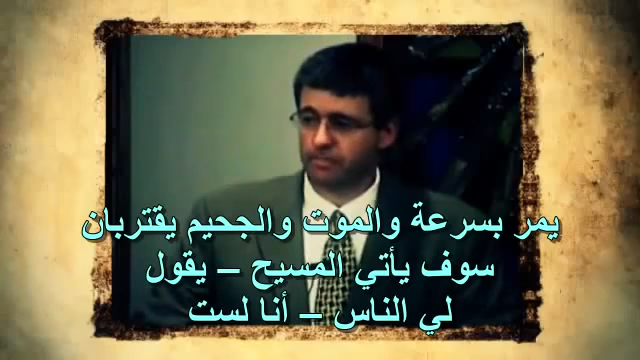 يمر بسرعة والموت والجحيم يقتربان
سوف يأتي المسيح – يقول
لي الناس – أنا لست